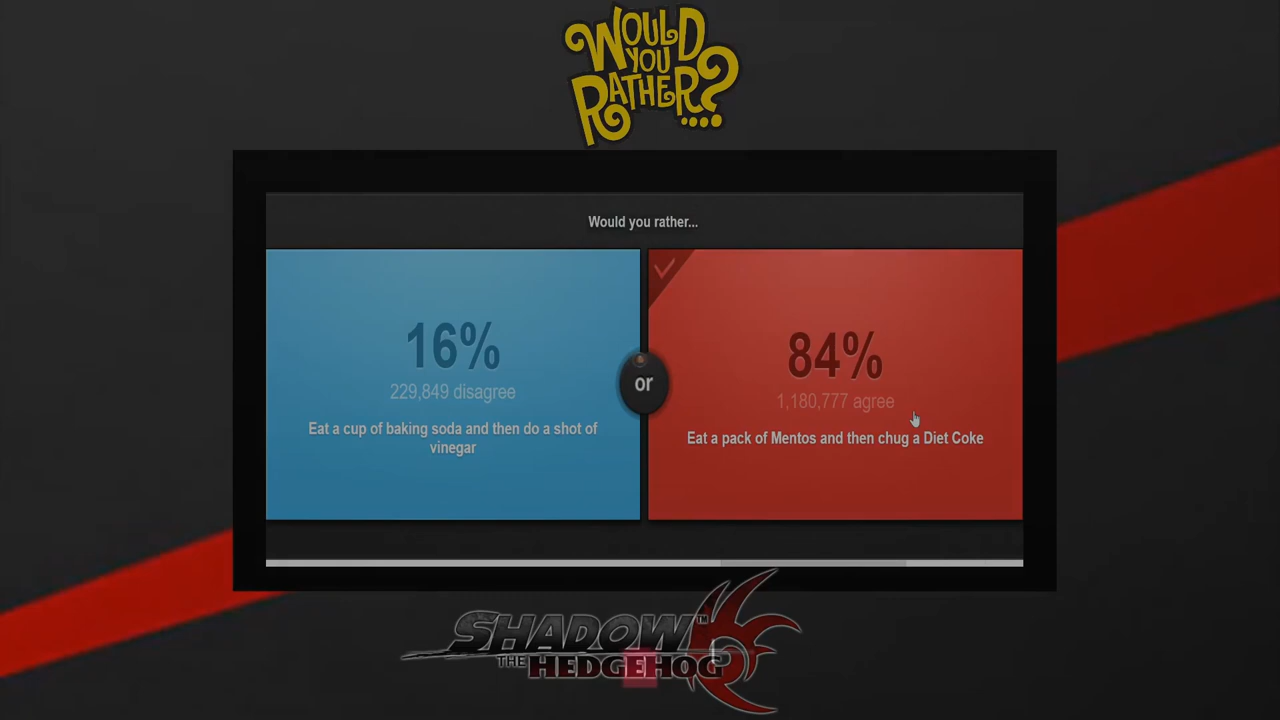 WOULD
YOU
RATHER?....
Would you rather...
16%
229,849 disagree
Eat a cup of baking soda and then do a shot of
vinegar
or
84%
1,180,777 agree
Eat a pack of Mentos and then chug a Diet Coke
SHADOW™
THE HEDGEHOG